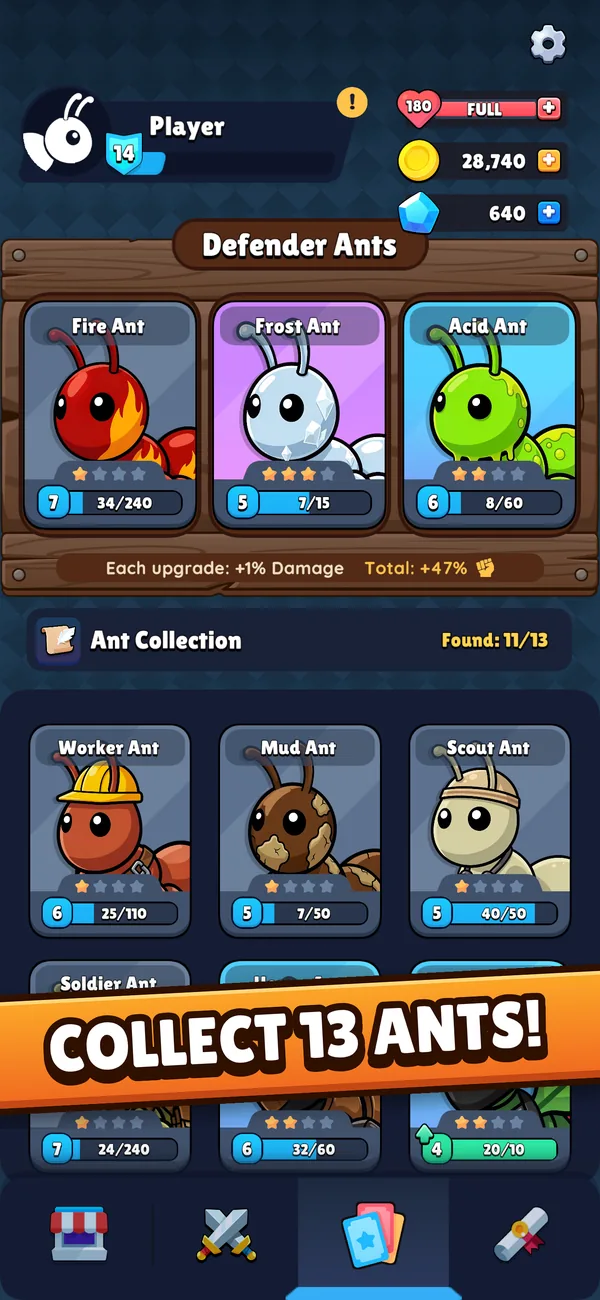 Player
14
!
180
FULL
28,740
640
Defender Ants
Fire Ant
Frost Ant
Acid Ant
7
34/240
5
7/15
6
8/60
Each upgrade: +1% Damage Total: +47%
Ant Collection
Found: 11/13
Worker Ant
Mud Ant
Scout Ant
6
25/110
5
7/50
5
40/50
Soldier Ant
COLLECT 13 ANTS!
7
24/240
6
32/60
4
20/10